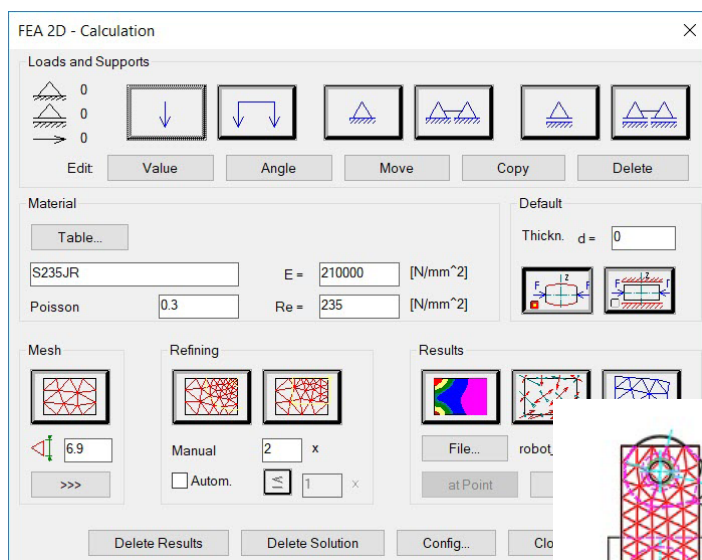 FEA 2D - Calculation
Loads and Supports
0
0
0
Edit: Value Angle Move Copy Delete
Material
Table...
S235JR E = 210000 [N/mm^2]
Poisson 0.3 Re = 235 [N/mm^2]
Default
Thickn. d = 0
F z F
F z
Mesh
6.9
>>>
Refining
Manual 2 x
Autom. ≤ 1 x
Results
File... robot_
at Point
Delete Results Delete Solution Config... Clo